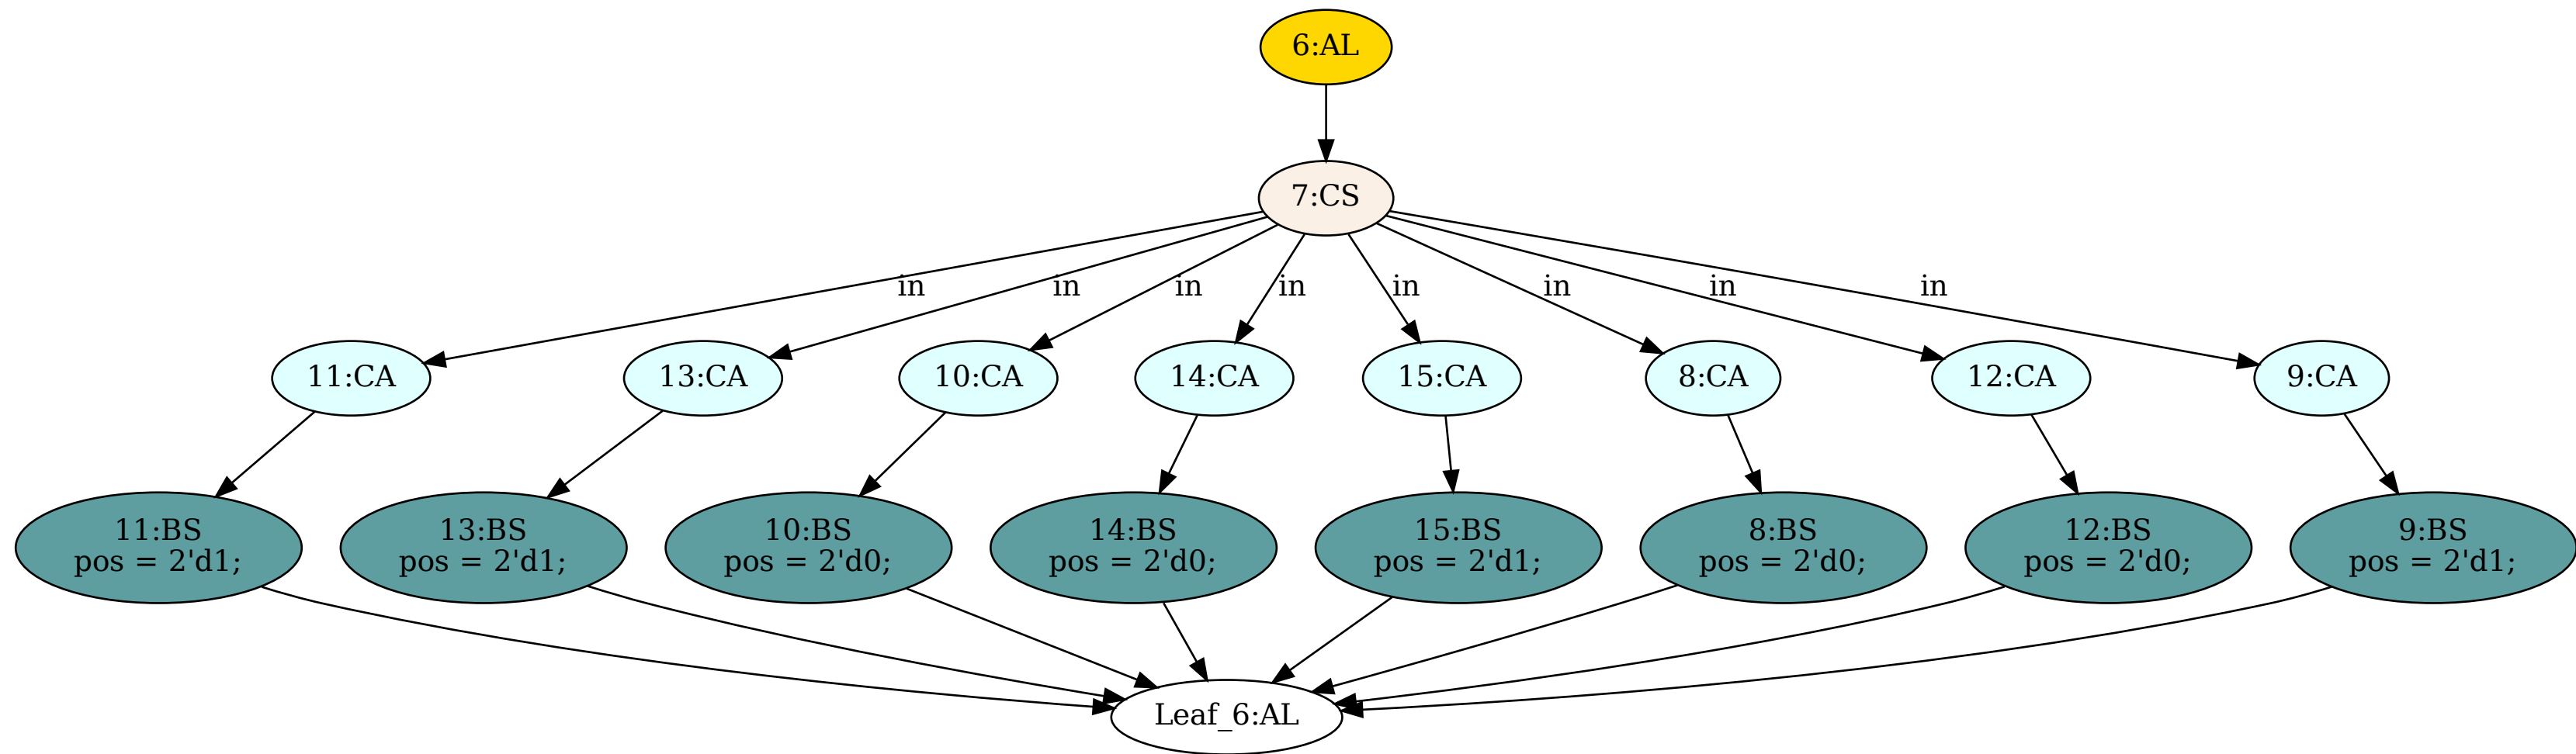 6:AL
7:CS
in in in in in in in in
11:CA 13:CA 10:CA 14:CA 15:CA 8:CA 12:CA 9:CA
11:BS
pos = 2'd1;
13:BS
pos = 2'd1;
10:BS
pos = 2'd0;
14:BS
pos = 2'd0;
15:BS
pos = 2'd1;
8:BS
pos = 2'd0;
12:BS
pos = 2'd0;
9:BS
pos = 2'd1;
Leaf_6:AL